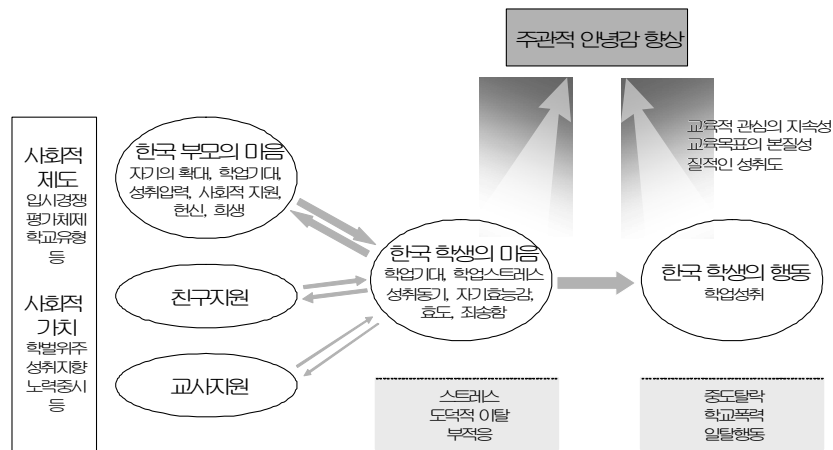 주관적 안녕감 향상
교육적 관심의 지속성
교육목표의 본질성
질적인 성취도
사회적
제도
입시경쟁
평가체제
학교유형
등
사회적
가치
학벌위주
성취지향
노력중시
등
한국 부모의 마음
자기의 확대, 학업기대,
성취압력, 사회적 지원,
헌신, 희생
친구지원
교사지원
한국 학생의 마음
학업기대, 학업스트레스
성취동기, 자기효능감,
효도, 죄송함
한국 학생의 행동
학업성취
스트레스
도덕적 이탈
부적응
중도탈락
학교폭력
일탈행동